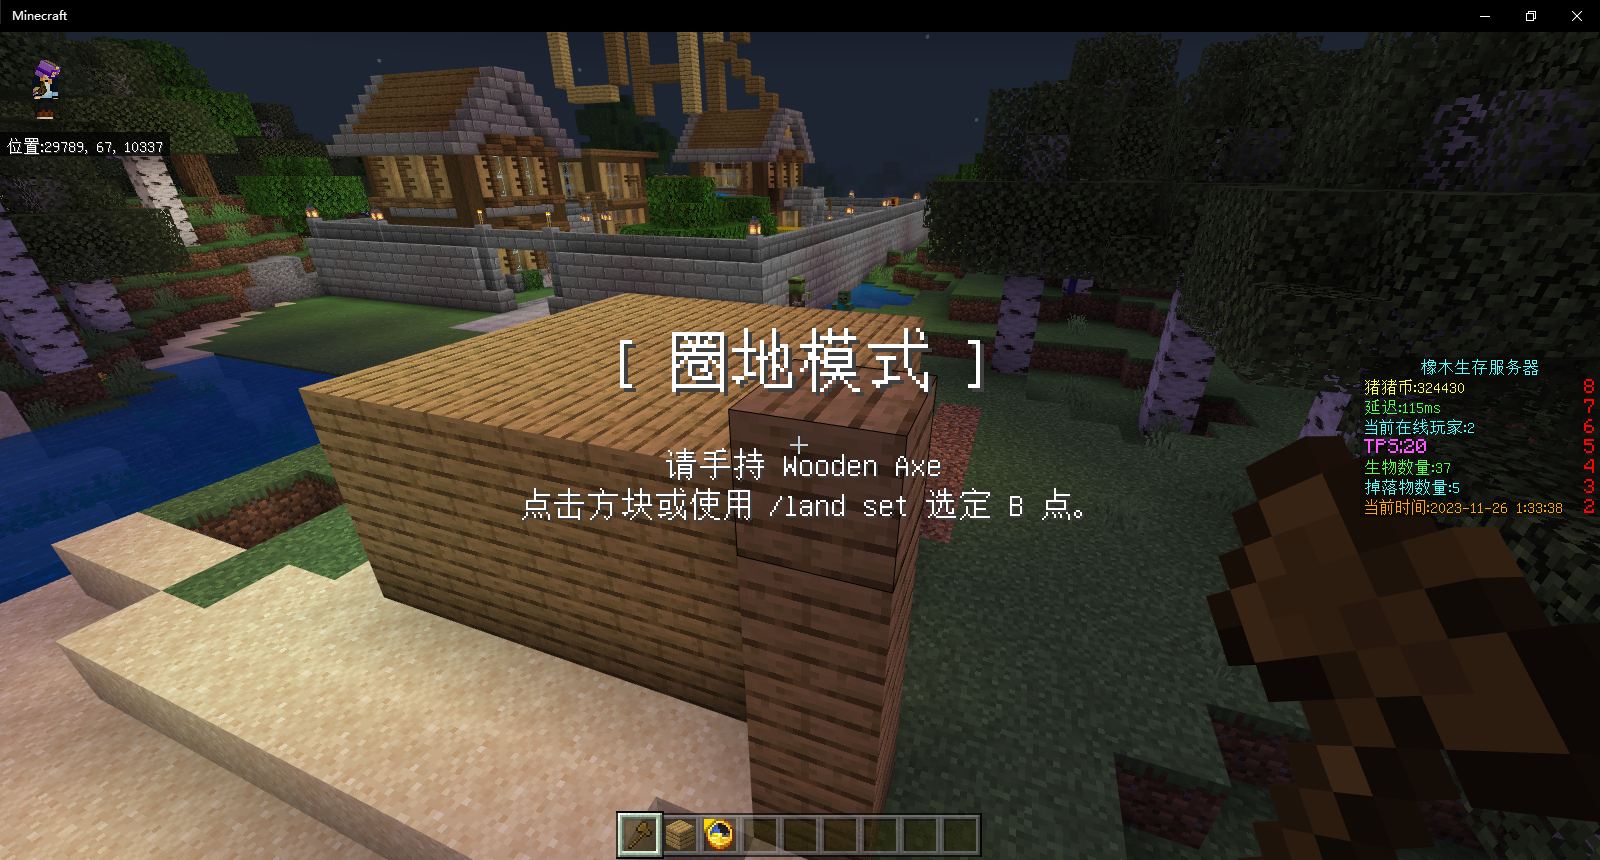 Minecraft
UHC
位置:29789, 67, 10337
[ 圈地模式 ]
请手持 Wooden Axe
点击方块或使用 /land set 选定 B 点。
橡木生存服务器
猪猪币:324430 8
延迟:115ms 7
当前在线玩家:2 6
TPS:20 5
生物数量:37 4
掉落物数量:5 3
当前时间:2023-11-26 1:33:38 2